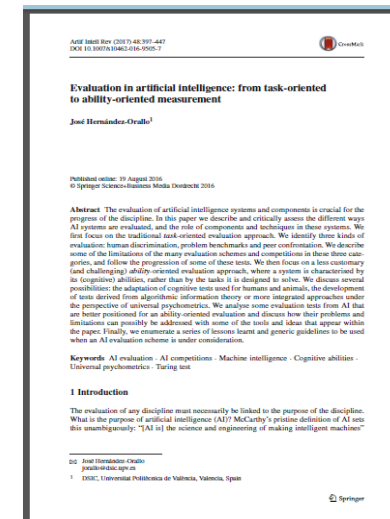 Artif Intell Rev (2017) 48:397–447
DOI 10.1007/s10462-016-9505-7
CrossMark
Evaluation in artificial intelligence: from task-oriented
to ability-oriented measurement
José Hernández-Orallo1
Published online: 19 August 2016
© Springer Science+Business Media Dordrecht 2016
Abstract The evaluation of artificial intelligence systems and components is crucial for the
progress of the discipline. In this paper we describe and critically assess the different ways
AI systems are evaluated, and the role of components and techniques in these systems. We
first focus on the traditional task-oriented evaluation approach. We identify three kinds of
evaluation: human discrimination, problem benchmarks and peer confrontation. We describe
some of the limitations of the many evaluation schemes and competitions in these three cate-
gories, and follow the progression of some of these tests. We then focus on a less customary
(and challenging) ability-oriented evaluation approach, where a system is characterised by
its (cognitive) abilities, rather than by the tasks it is designed to solve. We discuss several
possibilities: the adaptation of cognitive tests used for humans and animals, the development
of tests derived from algorithmic information theory or more integrated approaches under
the perspective of universal psychometrics. We analyse some evaluation tests from AI that
are better positioned for an ability-oriented evaluation and discuss how their problems and
limitations can possibly be addressed with some of the tools and ideas that appear within
the paper. Finally, we enumerate a series of lessons learnt and generic guidelines to be used
when an AI evaluation scheme is under consideration.
Keywords AI evaluation · AI competitions · Machine intelligence · Cognitive abilities ·
Universal psychometrics · Turing test
1 Introduction
The evaluation of any discipline must necessarily be linked to the purpose of the discipline.
What is the purpose of artificial intelligence (AI)? McCarthy's pristine definition of AI sets
this unambiguously: "[AI is] the science and engineering of making intelligent machines"
José Hernández-Orallo
jorallo@dsic.upv.es
1 DSIC, Universitat Politècnica de València, Valencia, Spain
Springer